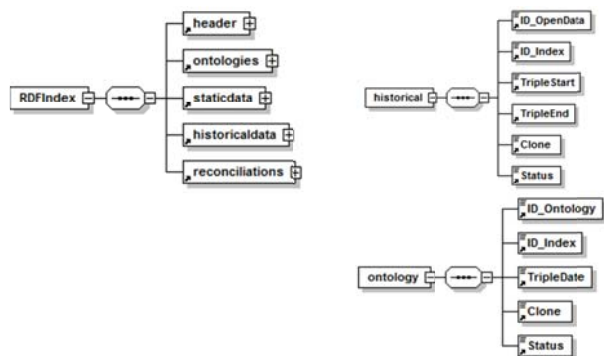 RDFIndex
header
ontologies
staticdata
historicaldata
reconciliations
historical
ID_OpenData
ID_Index
TripleStart
TripleEnd
Clone
Status
ontology
ID_Ontology
ID_Index
TripleDate
Clone
Status